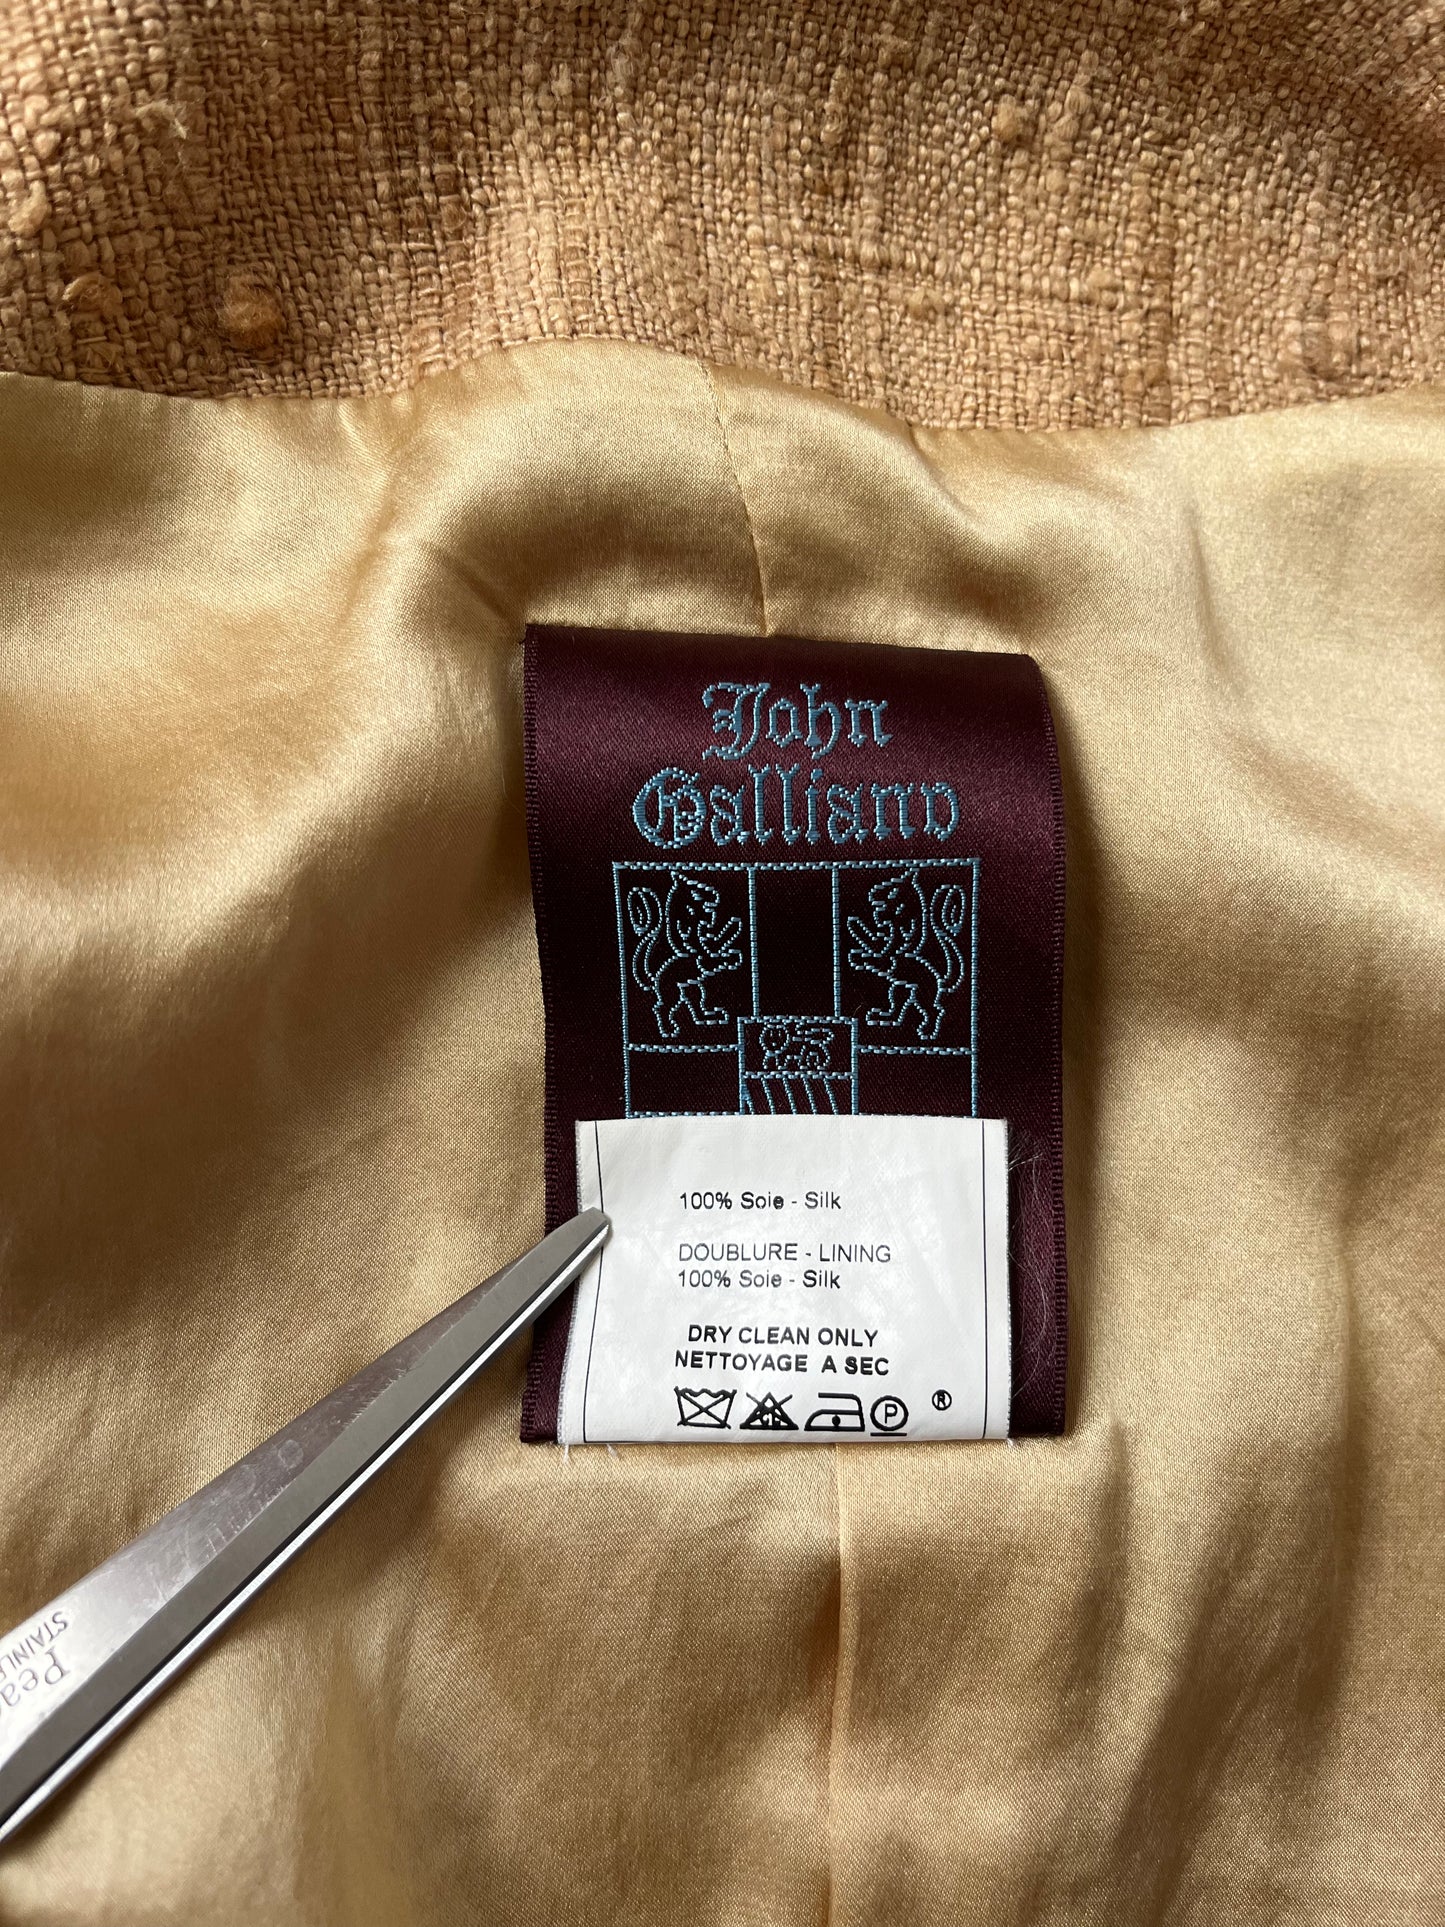 John
Galliano
100% Soie - Silk
DOUBLURE - LINING
100% Soie - Silk
DRY CLEAN ONLY
NETTOYAGE A SEC
P ®